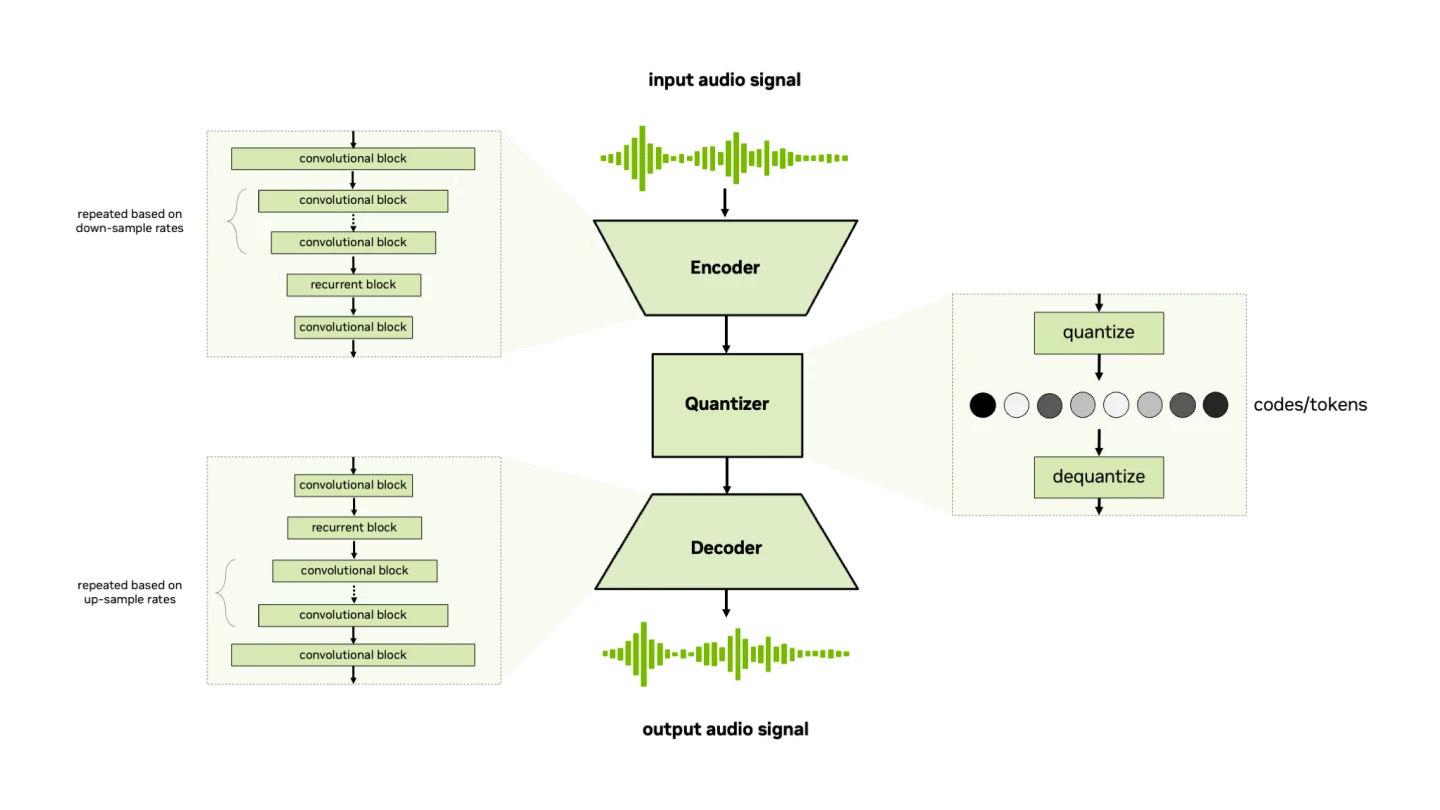 input audio signal
convolutional block
convolutional block
repeated based on
down-sample rates
convolutional block
recurrent block
convolutional block
Encoder
Quantizer
quantize
codes/tokens
dequantize
convolutional block
recurrent block
convolutional block
repeated based on
up-sample rates
convolutional block
convolutional block
Decoder
output audio signal